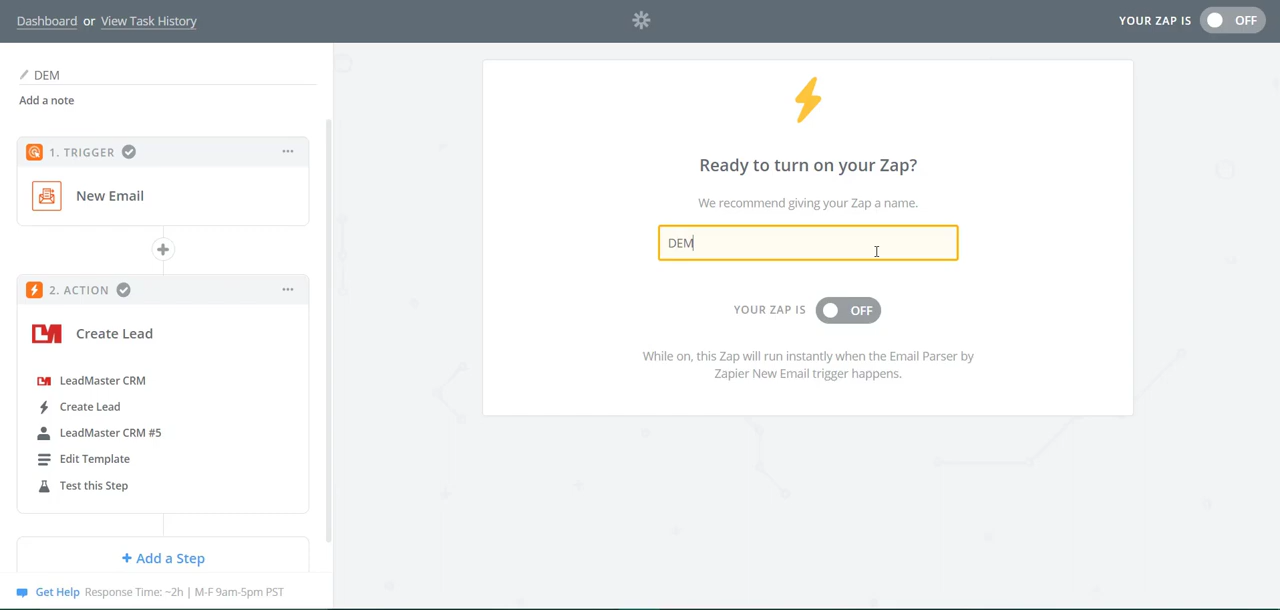 Dashboard or View Task History
YOUR ZAP IS OFF
DEM
Add a note
1. TRIGGER
New Email
2. ACTION
Create Lead
LeadMaster CRM
Create Lead
LeadMaster CRM #5
Edit Template
Test this Step
+ Add a Step
Get Help Response Time: ~2h | M-F 9am-5pm PST
Ready to turn on your Zap?
We recommend giving your Zap a name.
DEM
YOUR ZAP IS OFF
While on, this Zap will run instantly when the Email Parser by
Zapier New Email trigger happens.